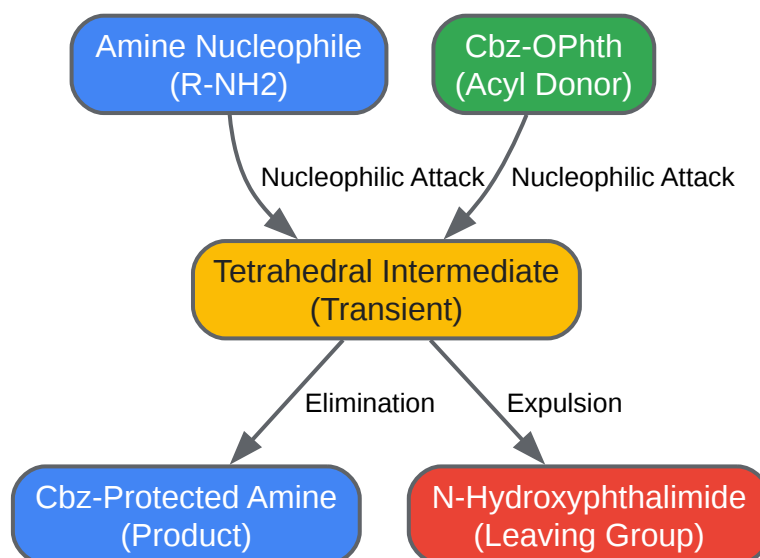 Amine Nucleophile
(R-NH2)
Cbz-OPhth
(Acyl Donor)
Nucleophilic Attack
Nucleophilic Attack
Tetrahedral Intermediate
(Transient)
Elimination
Expulsion
Cbz-Protected Amine
(Product)
N-Hydroxyphthalimide
(Leaving Group)